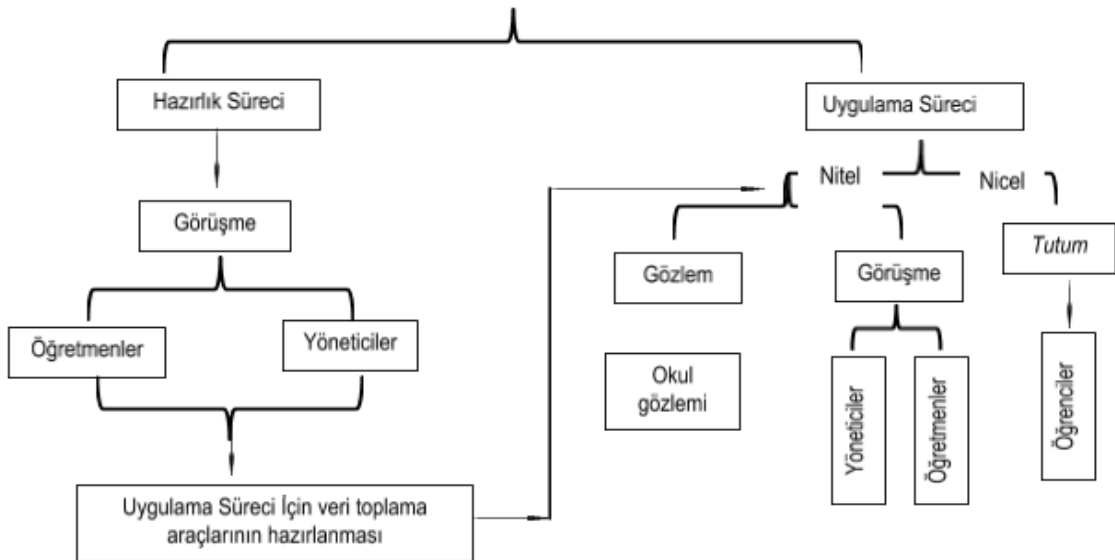 Hazırlık Süreci
Görüşme
Öğretmenler
Yöneticiler
Uygulama Süreci İçin veri toplama
araçlarının hazırlanması
Uygulama Süreci
Nitel
Nicel
Gözlem
Görüşme
Tutum
Okul
gözlemi
Yöneticiler
Öğretmenler
Öğrenciler